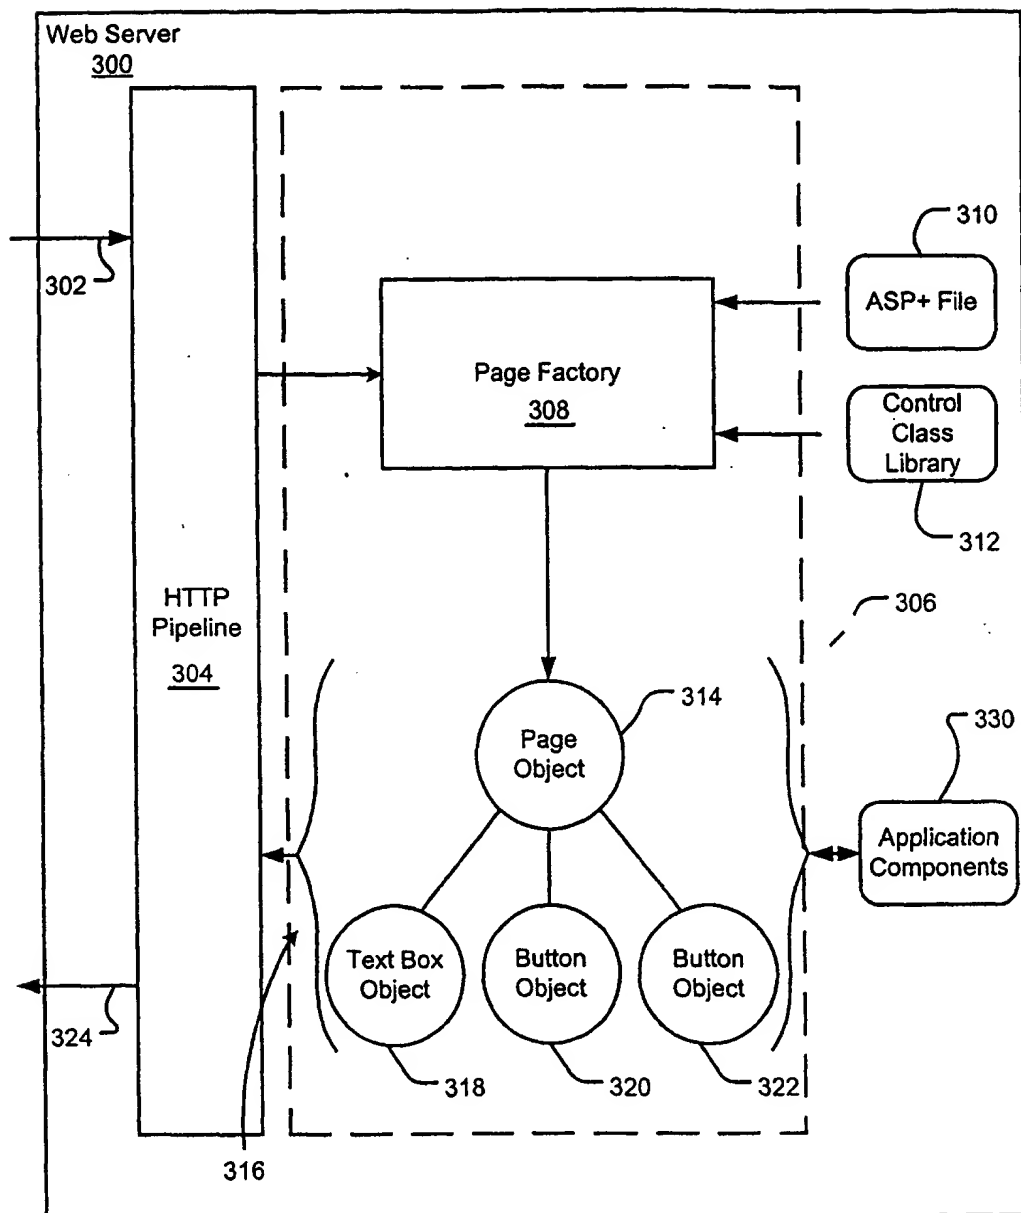 Web Server
300
310
ASP+ File
302
Page Factory
308
Control
Class
Library
312
HTTP
Pipeline
304
306
314
Page
Object
330
Application
Components
Text Box
Object
Button
Object
Button
Object
324
318
320
322
316